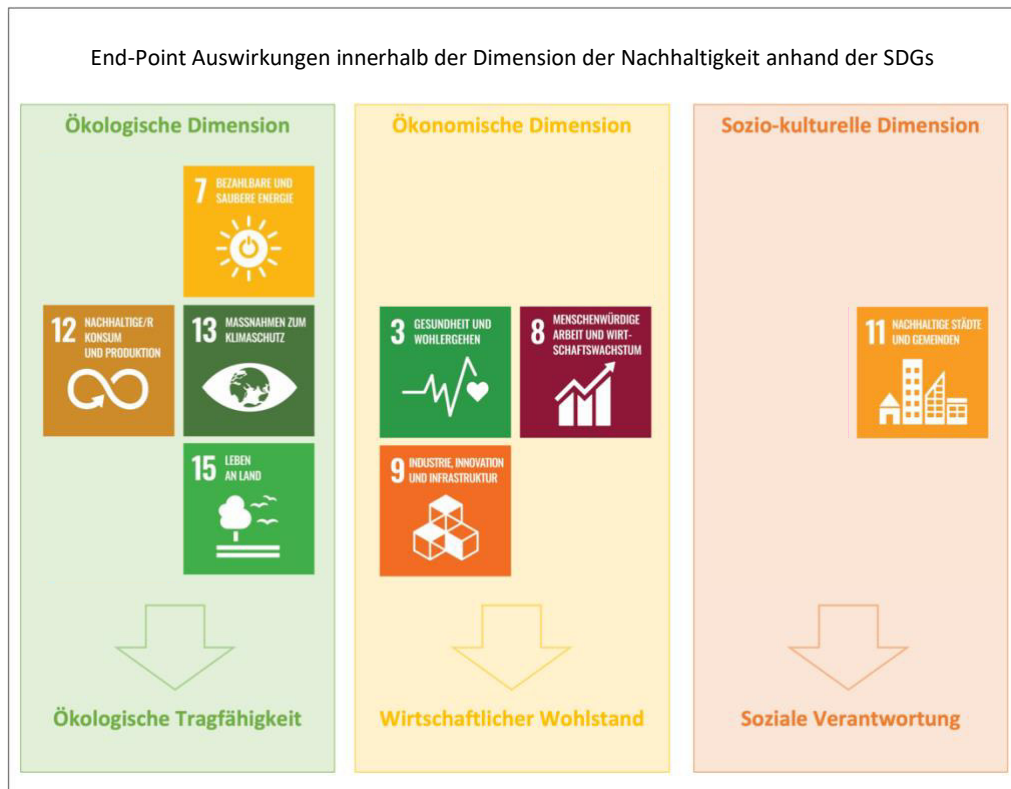 End-Point Auswirkungen innerhalb der Dimension der Nachhaltigkeit anhand der SDGs
Ökologische Dimension
7 BEZAHLBARE UND
SAUBERE ENERGIE
12 NACHHALTIGE/R
KONSUM
UND PRODUKTION
13 MASSNAHMEN ZUM
KLIMASCHUTZ
15 LEBEN
AN LAND
Ökologische Tragfähigkeit
Ökonomische Dimension
3 GESUNDHEIT UND
WOHLERGEHEN
8 MENSCHENWÜRDIGE
ARBEIT UND WIRT-
SCHAFTSWACHSTUM
9 INDUSTRIE, INNOVATION
UND INFRASTRUKTUR
Wirtschaftlicher Wohlstand
Sozio-kulturelle Dimension
11 NACHHALTIGE STÄDTE
UND GEMEINDEN
Soziale Verantwortung